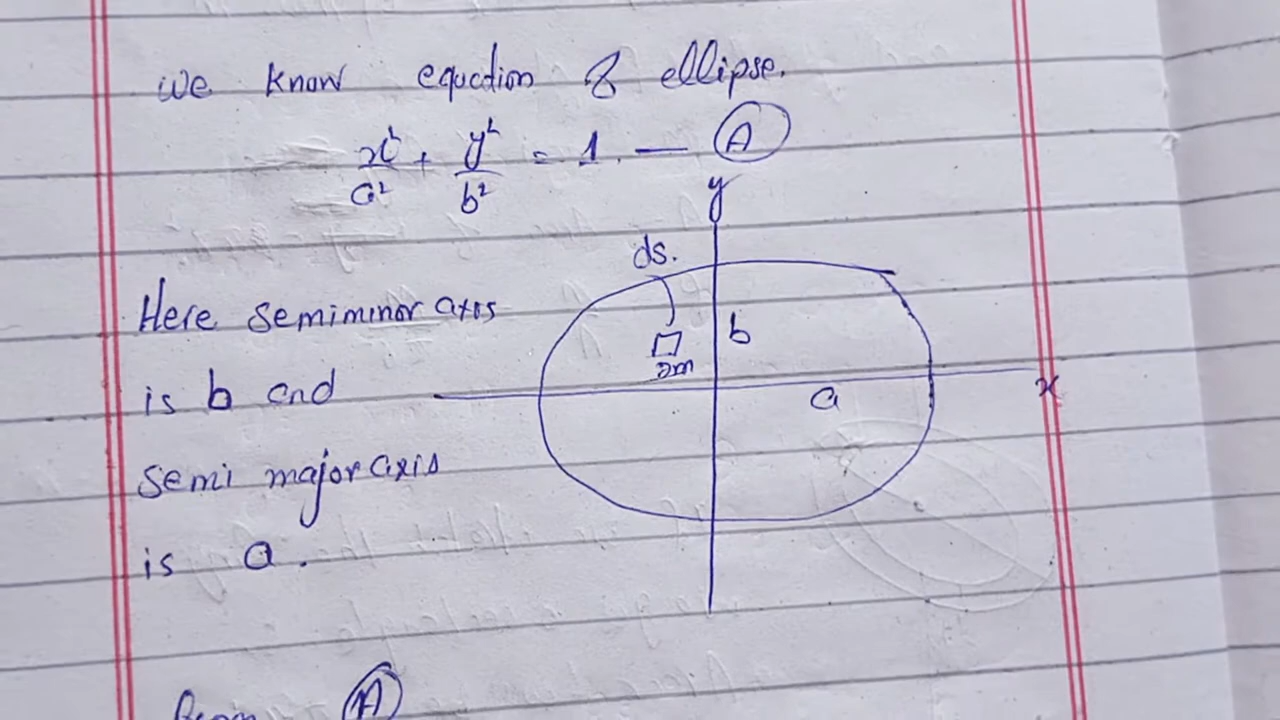 we know equation of ellipse.
x²/a² + y²/b² = 1. — (A)
y
ds.
Here semiminor axis
b
is b and
a
x
semi major axis
is a.
From (A)